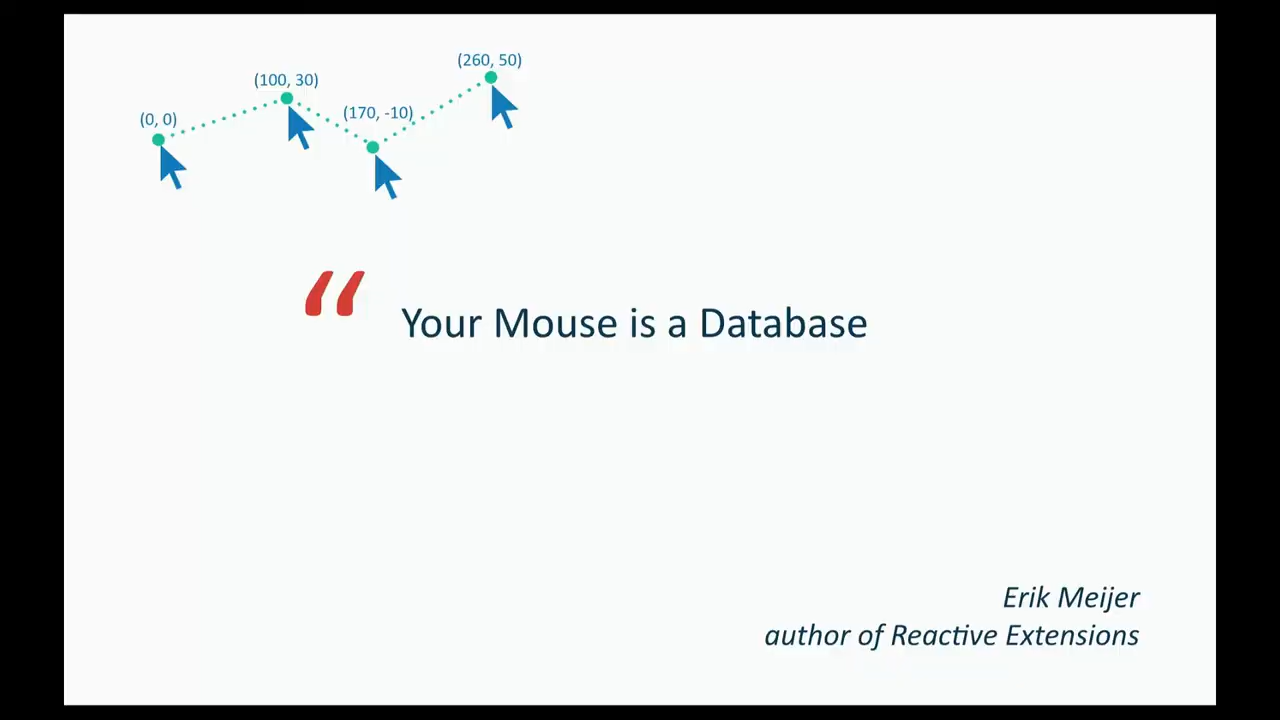 (260, 50)
(100, 30)
(170, -10)
(0, 0)
“ Your Mouse is a Database
Erik Meijer
author of Reactive Extensions